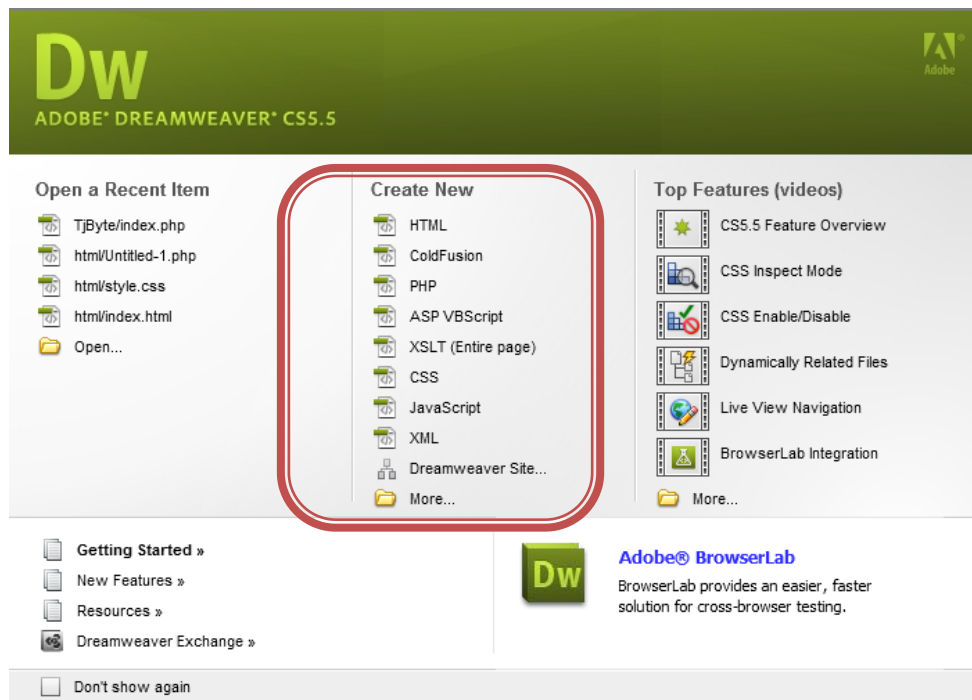 Dw
ADOBE® DREAMWEAVER® CS5.5
Adobe®
Open a Recent Item
TjByte/index.php
html/Untitled-1.php
html/style.css
html/index.html
Open...
Create New
HTML
ColdFusion
PHP
ASP VBScript
XSLT (Entire page)
CSS
JavaScript
XML
Dreamweaver Site...
More...
Top Features (videos)
CS5.5 Feature Overview
CSS Inspect Mode
CSS Enable/Disable
Dynamically Related Files
Live View Navigation
BrowserLab Integration
More...
Getting Started »
New Features »
Resources »
Dreamweaver Exchange »
Dw
Adobe® BrowserLab
BrowserLab provides an easier, faster
solution for cross-browser testing.
Don't show again